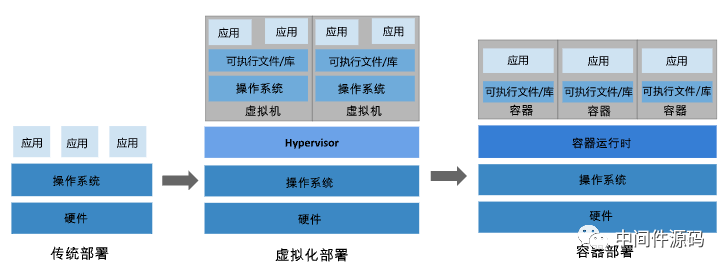 应用 应用 应用
操作系统
硬件
传统部署
应用 应用 应用 应用
可执行文件/库 可执行文件/库
操作系统 操作系统
虚拟机 虚拟机
Hypervisor
操作系统
硬件
虚拟化部署
应用 应用 应用
可执行文件/库 可执行文件/库 可执行文件/库
容器 容器 容器
容器运行时
操作系统
硬件
容器部署
中间件源码